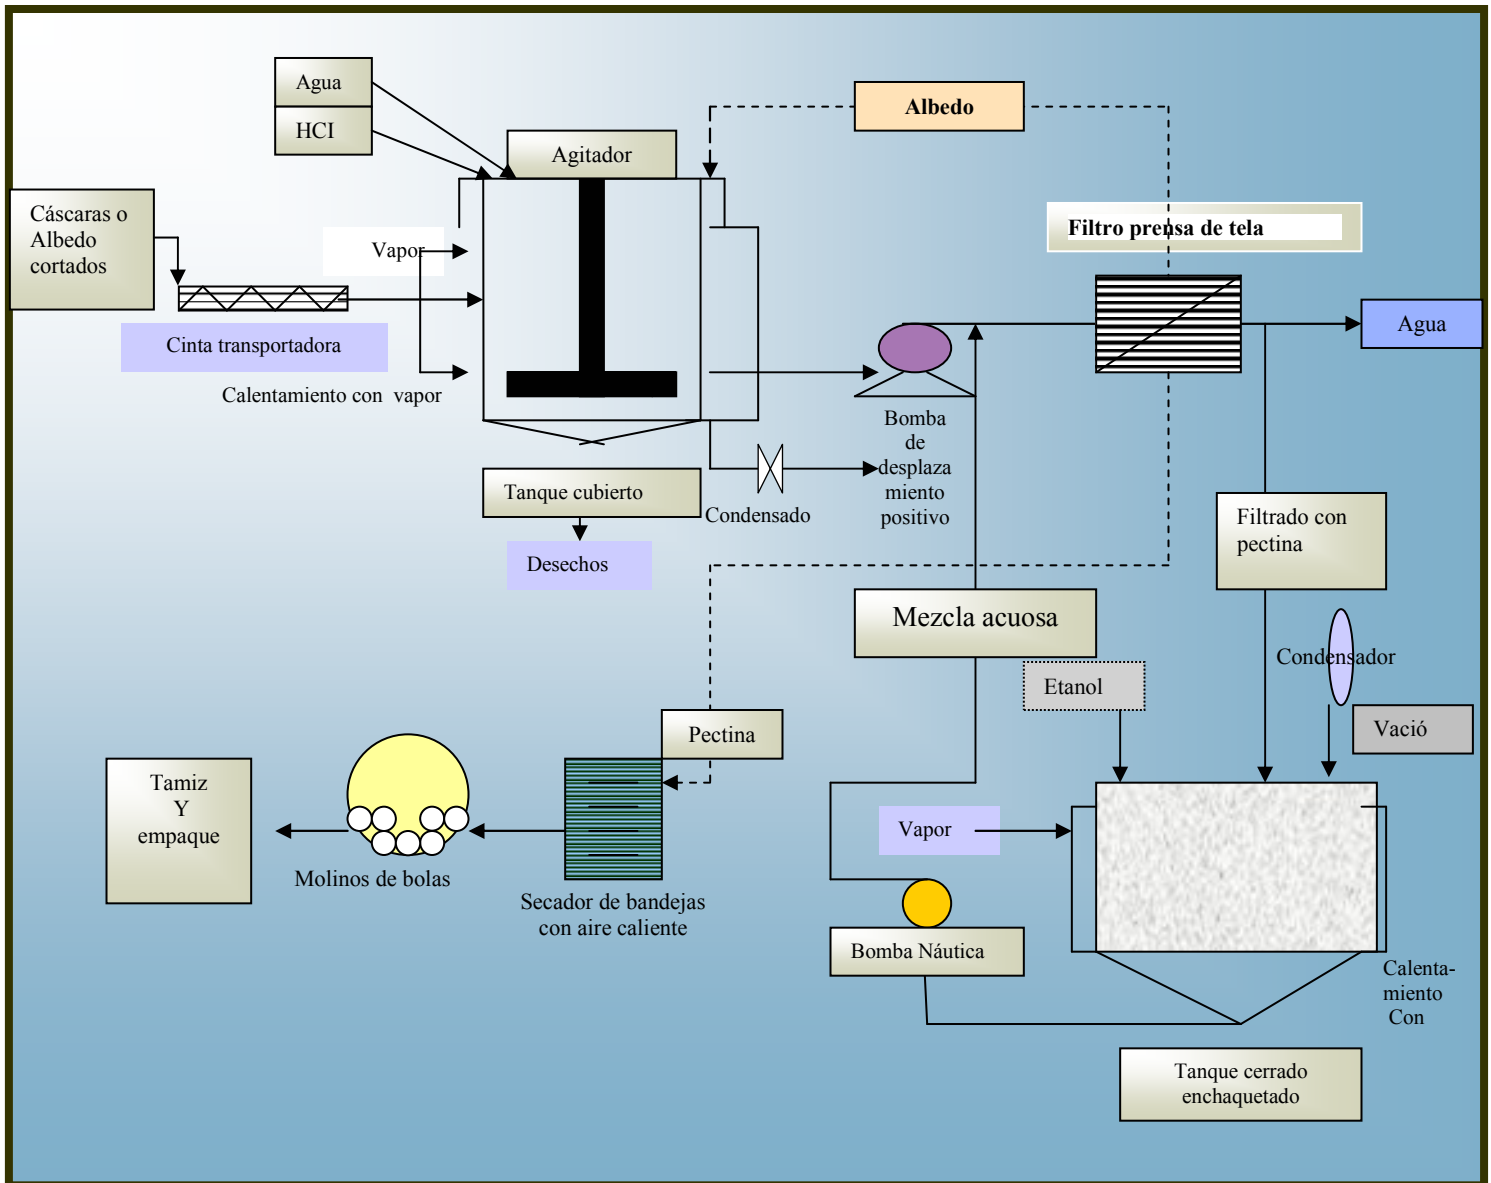 Agua
HCI
Agitador
Albedo
Cáscaras o
Albedo
cortados
Vapor
Filtro prensa de tela
Agua
Cinta transportadora
Calentamiento con vapor
Bomba
de
desplaza
miento
positivo
Tanque cubierto
Condensado
Desechos
Filtrado con
pectina
Mezcla acuosa
Condensador
Etanol
Pectina
Vació
Tamiz
Y
empaque
Vapor
Molinos de bolas
Secador de bandejas
con aire caliente
Bomba Náutica
Calenta-
miento
Con
Tanque cerrado
enchaquetado